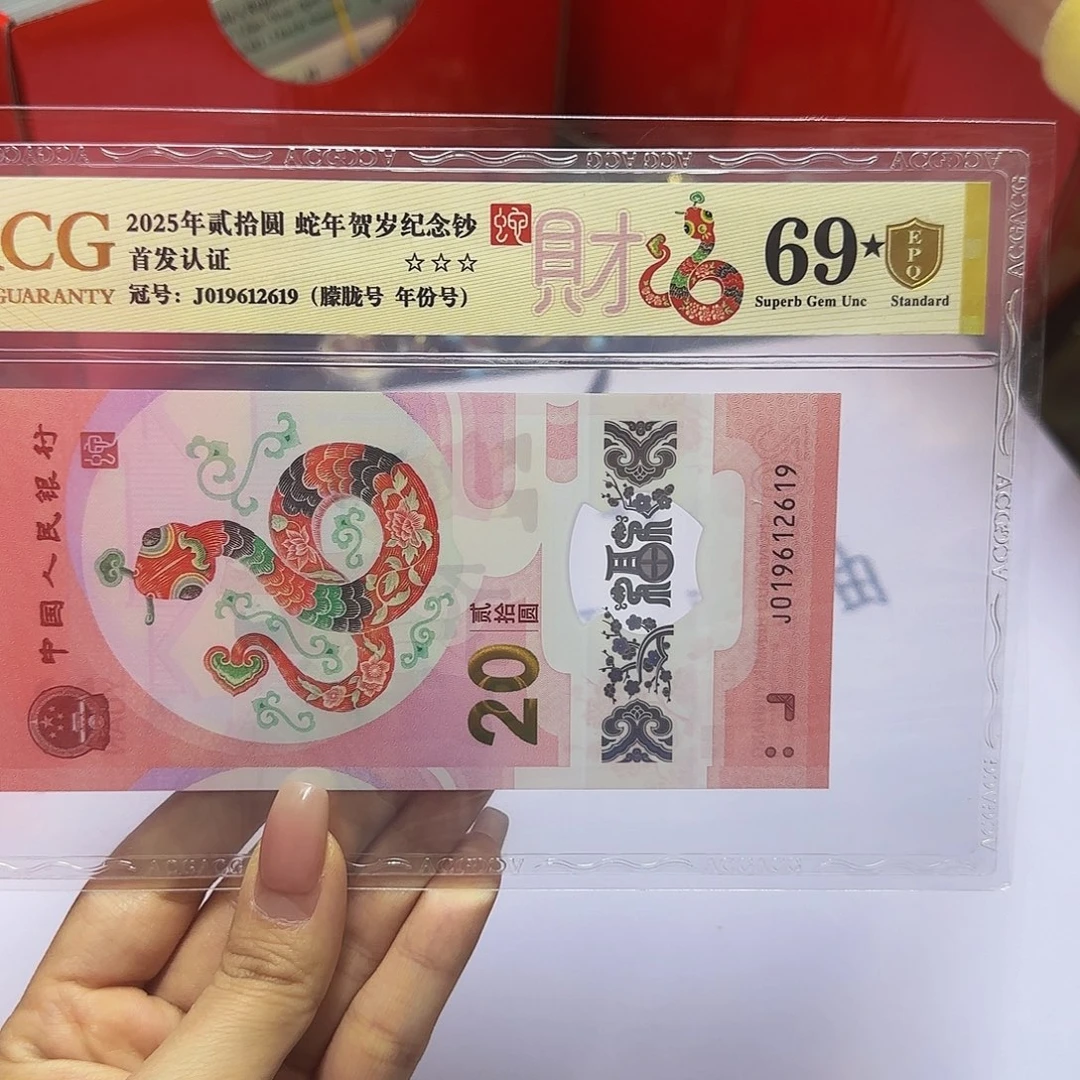 ACG
GUARANTY
2025年贰拾圆 蛇年贺岁纪念钞
首发认证 ☆☆☆
冠号：J019612619（朦胧号 年份号）
財
69★
Superb Gem Unc
EPQ
Standard
中国人民银行
贰拾圆
20
J019612619